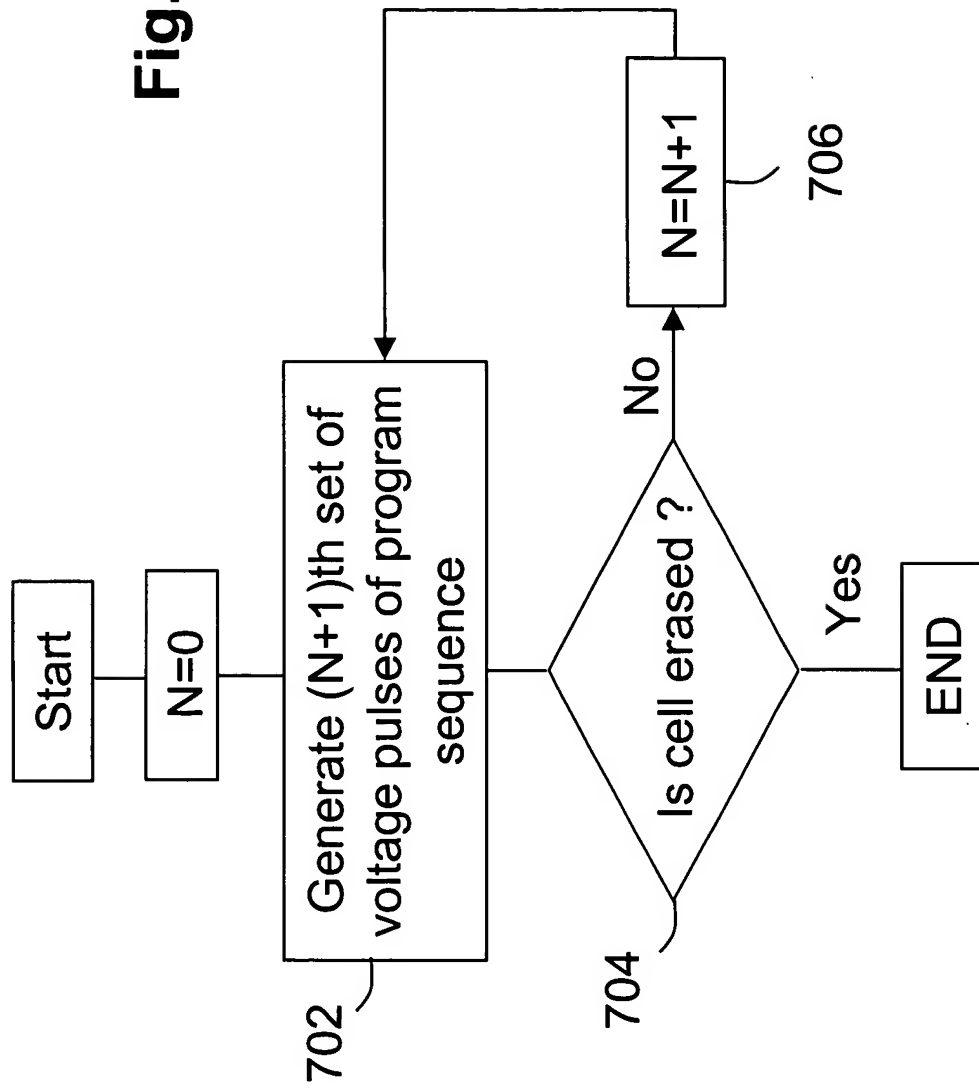 Fig.
Start
N=0
Generate (N+1)th set of
voltage pulses of program
sequence
702
Is cell erased ?
704
No
N=N+1
706
Yes
END